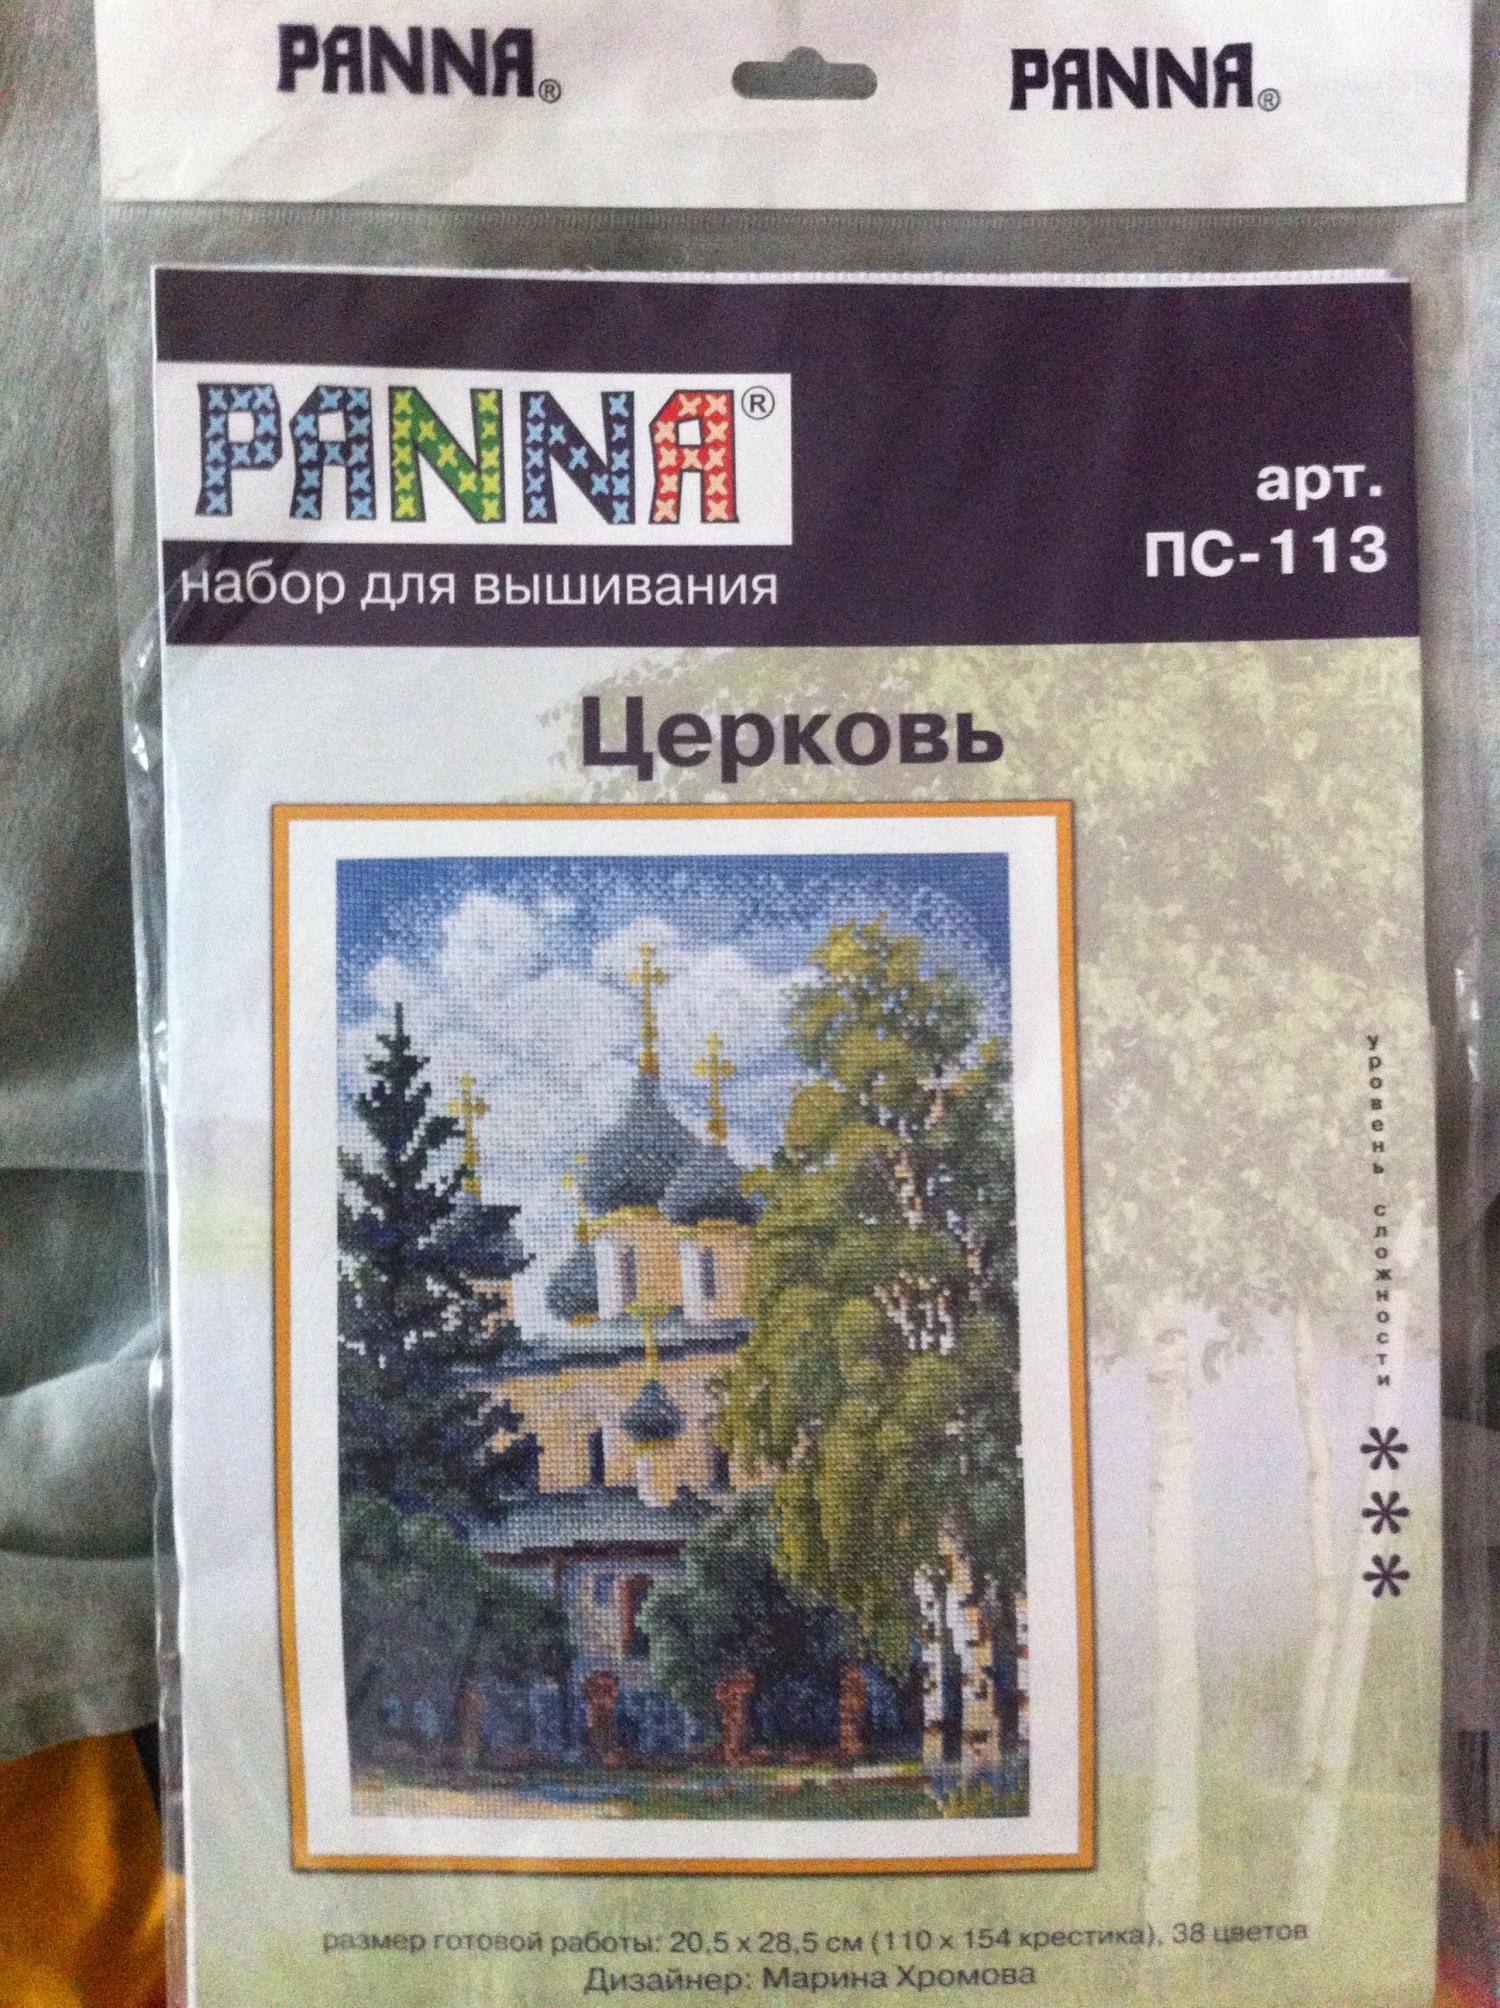 PANNA® PANNA®
PANNA®
набор для вышивания
арт.
ПС-113
Церковь
уровень сложности
***
размер готовой работы: 20,5 х 28,5 см (110 х 154 крестика), 38 цветов
Дизайнер: Марина Хромова